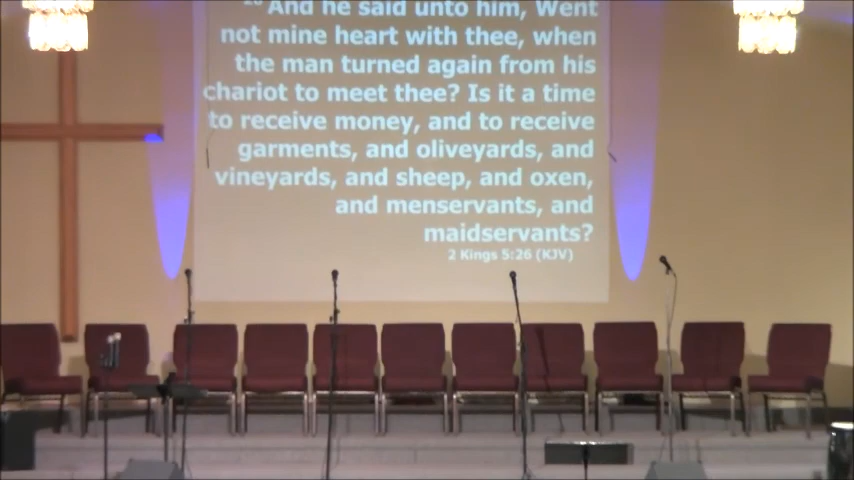 26 And he said unto him, Went
not mine heart with thee, when
the man turned again from his
chariot to meet thee? Is it a time
to receive money, and to receive
garments, and oliveyards, and
vineyards, and sheep, and oxen,
and menservants, and
maidservants?
2 Kings 5:26 (KJV)